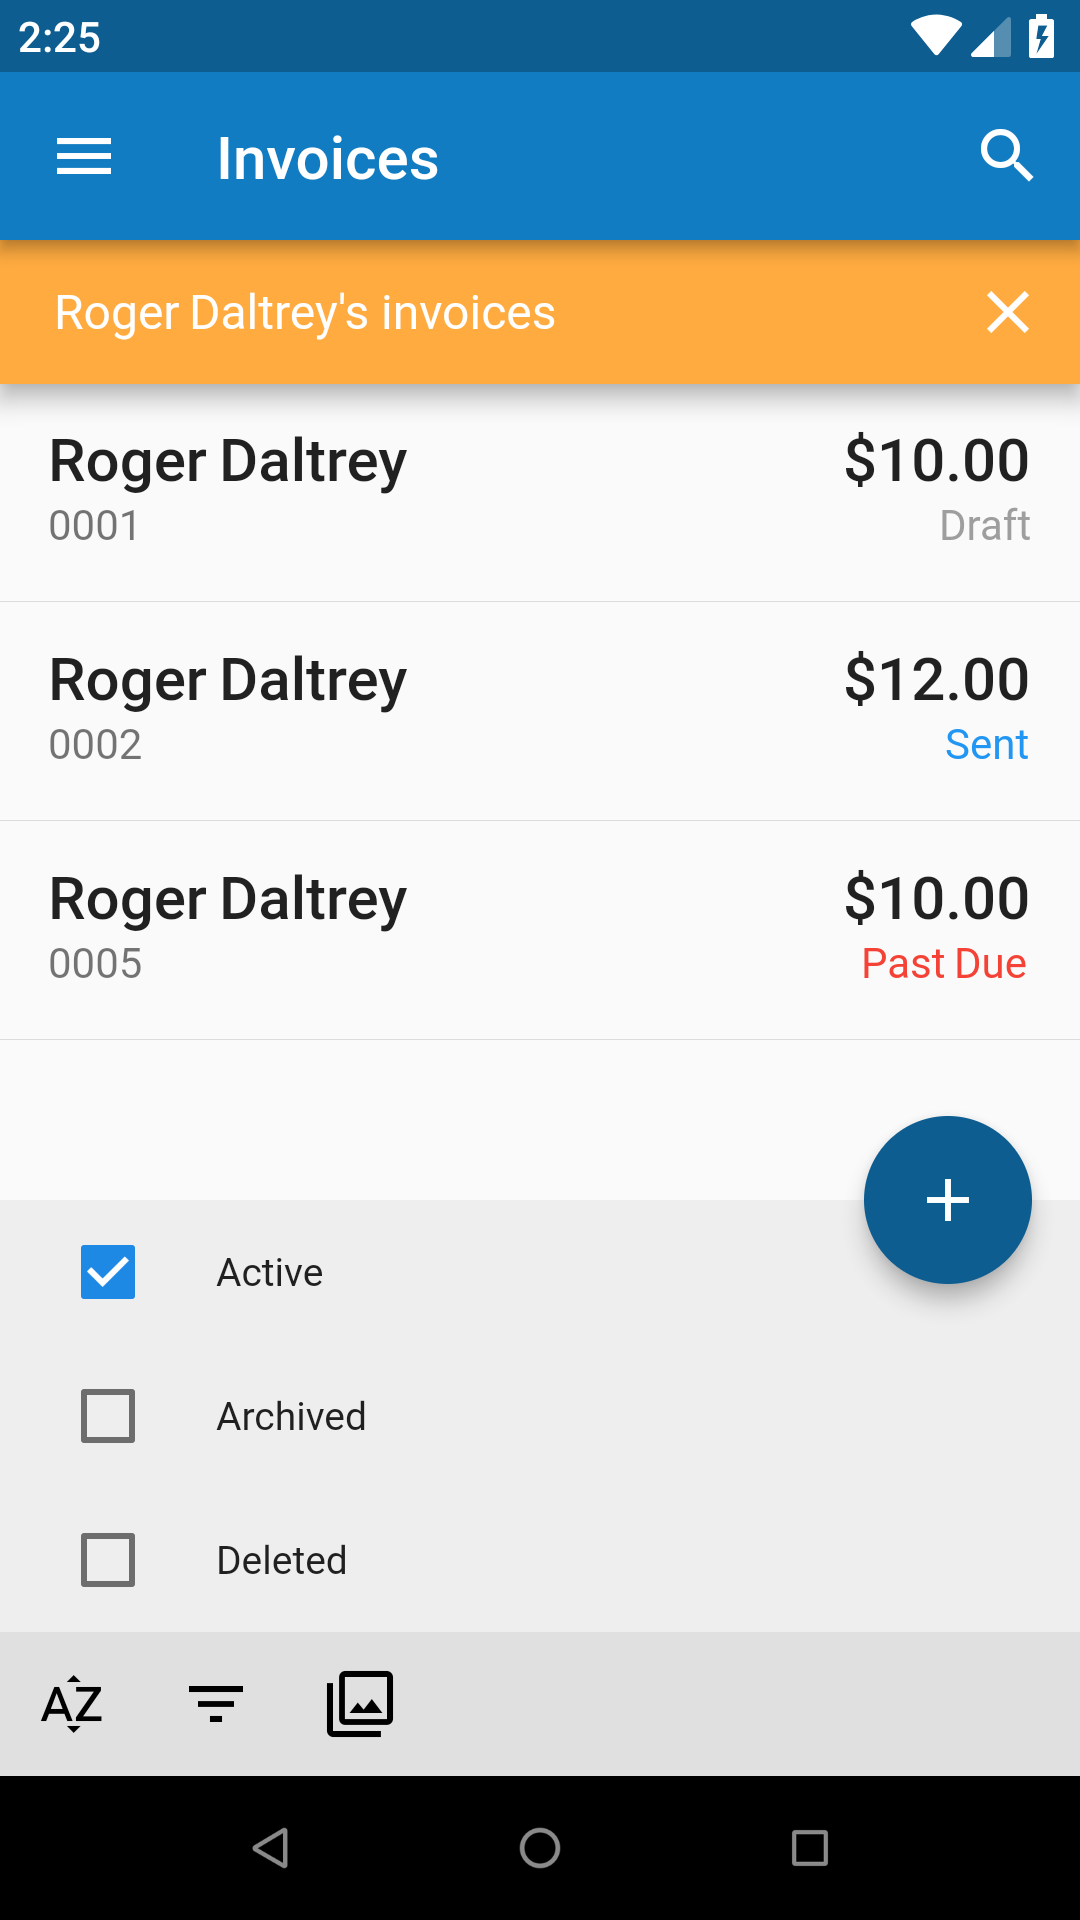 2:25
Invoices
Roger Daltrey's invoices
Roger Daltrey $10.00
0001 Draft
Roger Daltrey $12.00
0002 Sent
Roger Daltrey $10.00
0005 Past Due
Active
Archived
Deleted
AZ